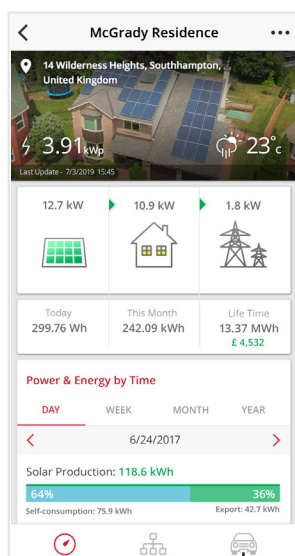 McGrady Residence
14 Wilderness Heights, Southhampton,
United Kingdom
3.91kWp
23°c
Last Update - 7/3/2019 15:45
12.7 kW
10.9 kW
1.8 kW
Today
This Month
Life Time
299.76 Wh
242.09 kWh
13.37 MWh
£ 4,532
Power & Energy by Time
DAY
WEEK
MONTH
YEAR
6/24/2017
Solar Production: 118.6 kWh
64%
36%
Self-consumption: 75.9 kWh
Export: 42.7 kWh